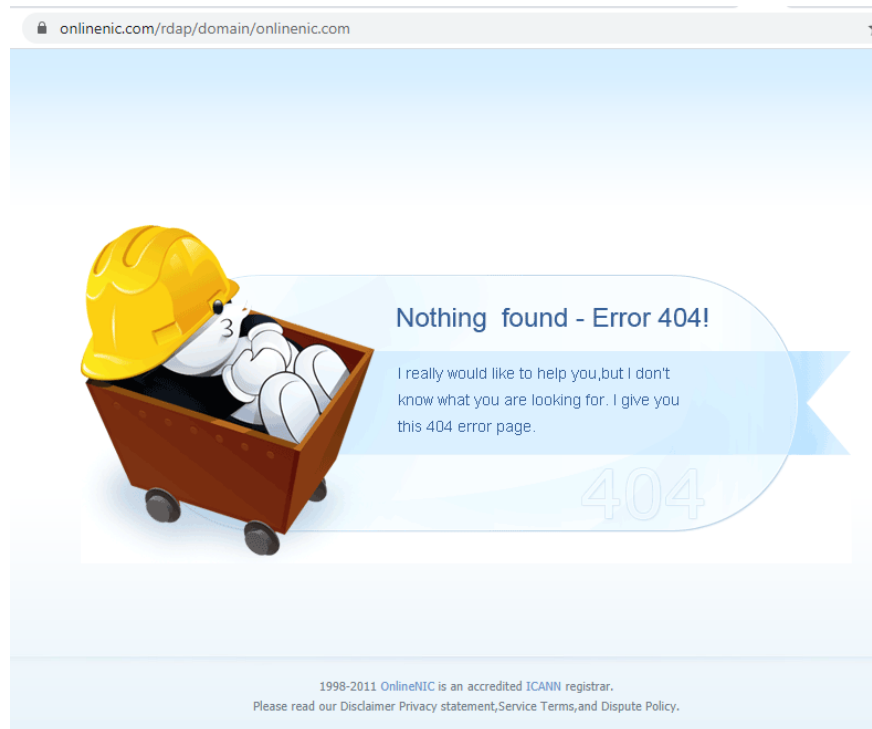 onlinenic.com/rdap/domain/onlinenic.com
Nothing found - Error 404!
I really would like to help you,but I don't
know what you are looking for. I give you
this 404 error page.
404
1998-2011 OnlineNIC is an accredited ICANN registrar.
Please read our Disclaimer Privacy statement,Service Terms,and Dispute Policy.